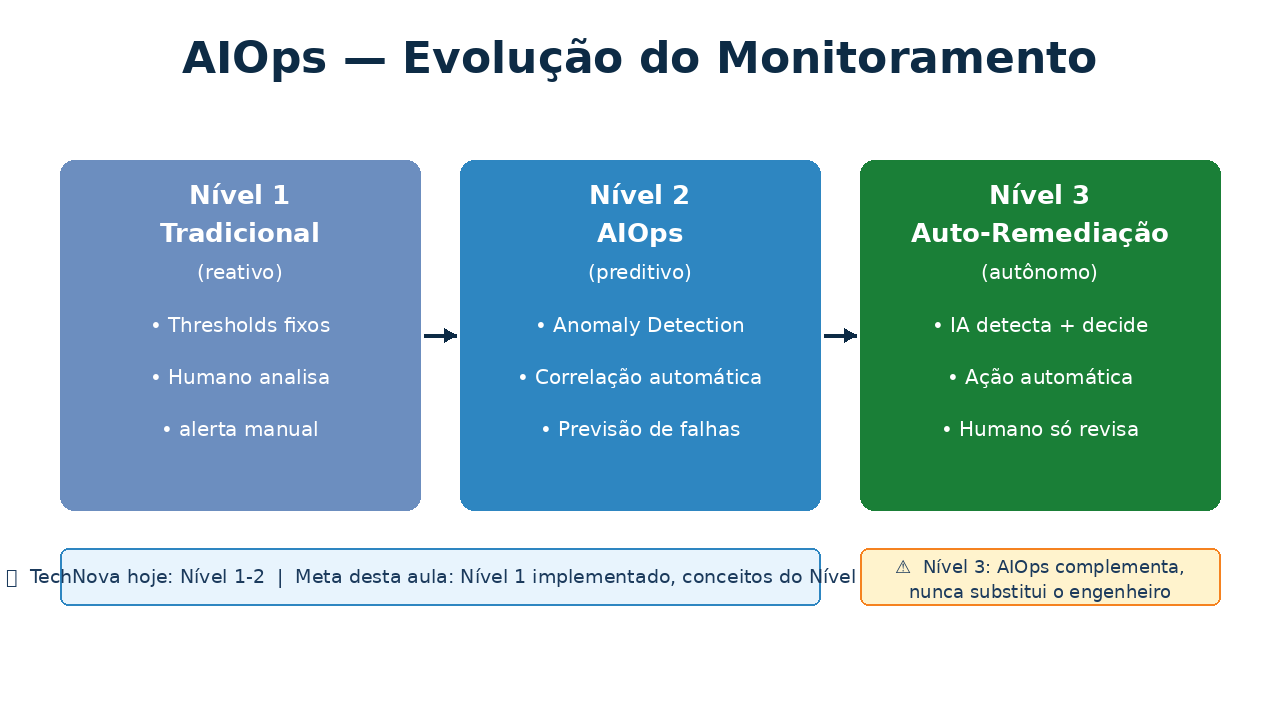 AIOps — Evolução do Monitoramento
Nível 1
Tradicional
(reativo)
• Thresholds fixos
• Humano analisa
• alerta manual
Nível 2
AIOps
(preditivo)
• Anomaly Detection
• Correlação automática
• Previsão de falhas
Nível 3
Auto-Remediação
(autônomo)
• IA detecta + decide
• Ação automática
• Humano só revisa
TechNova hoje: Nível 1-2 | Meta desta aula: Nível 1 implementado, conceitos do Nível
⚠ Nível 3: AIOps complementa,
nunca substitui o engenheiro